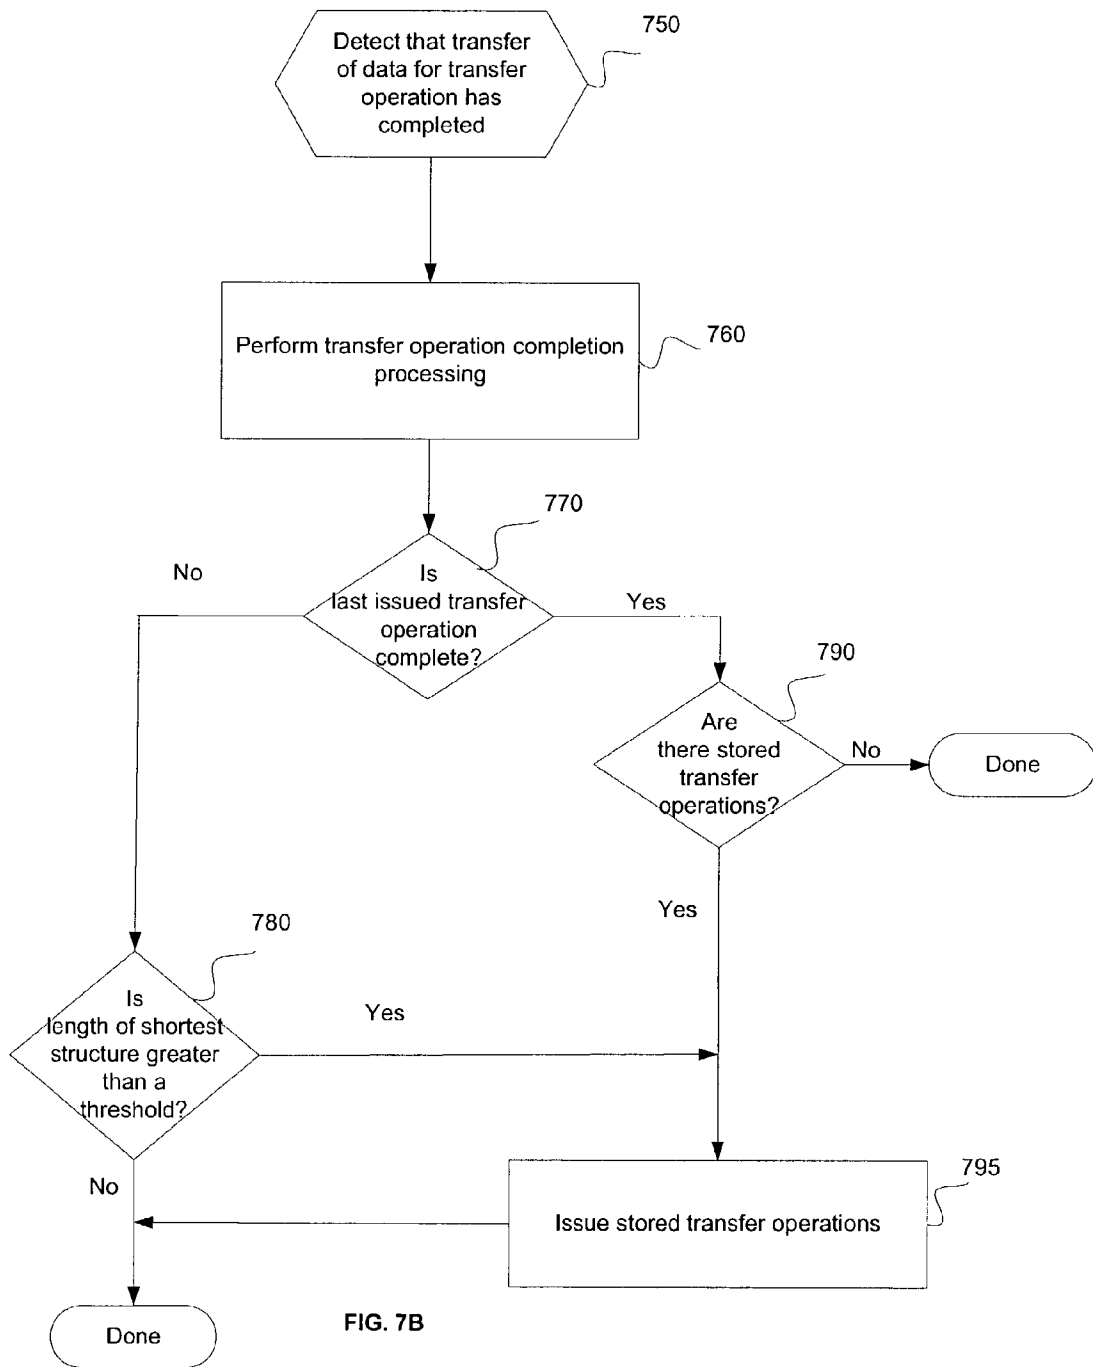 Detect that transfer
of data for transfer
operation has
completed
750
Perform transfer operation completion
processing
760
770
Is
last issued transfer
operation
complete?
No
Yes
790
Are
there stored
transfer
operations?
No
Done
Yes
780
Is
length of shortest
structure greater
than a
threshold?
Yes
No
795
Issue stored transfer operations
Done
FIG. 7B